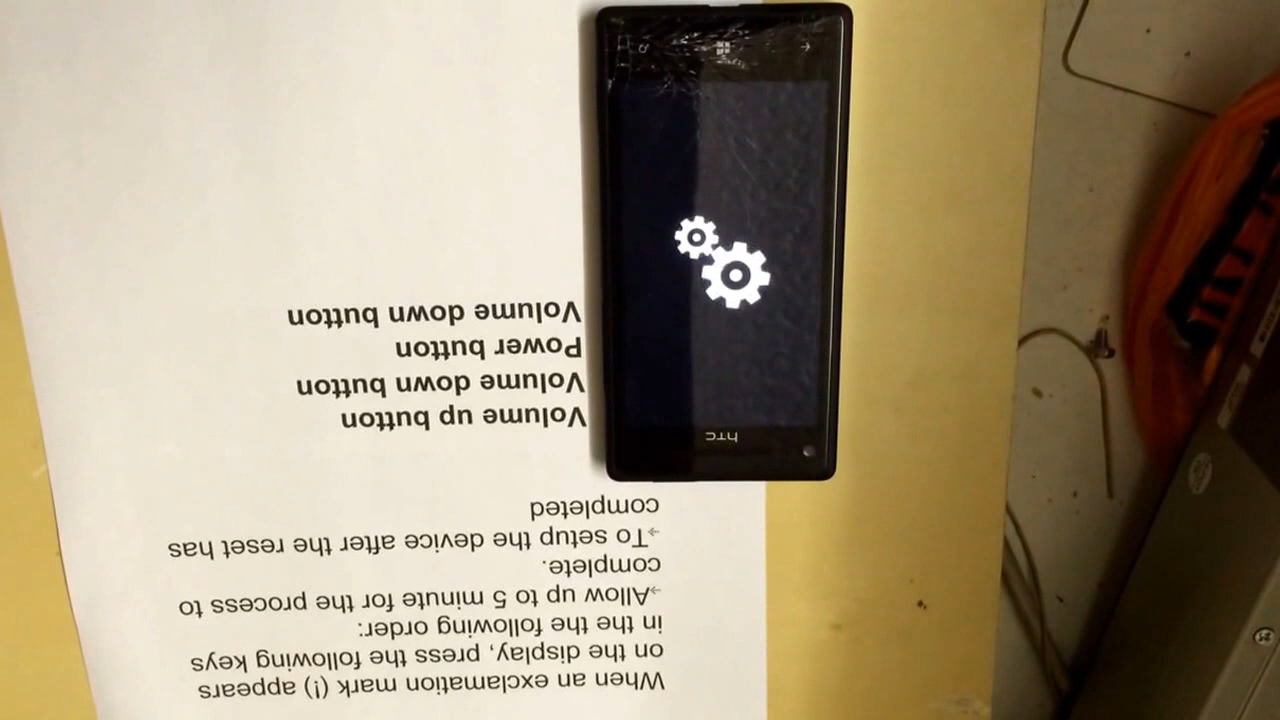 When an exclamation mark (!) appears
on the display, press the following keys
in the the following order:
→Allow up to 5 minute for the process to
complete.
→To setup the device after the reset has
completed
Volume up button
Volume down button
Power button
Volume down button
hTC